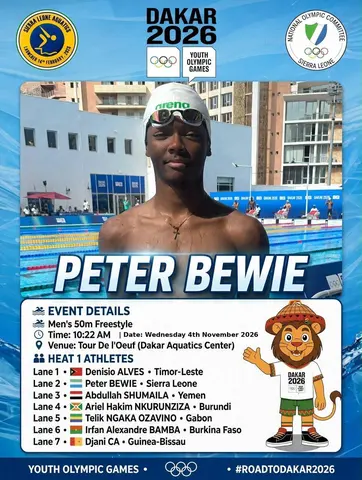 SIERRA LEONE AQUATICS
DAKAR
2026
YOUTH
OLYMPIC
GAMES
NATIONAL OLYMPIC COMMITTEE
SIERRA LEONE
arena
PETER BEWIE
EVENT DETAILS
Men's 50m Freestyle
Time: 10:22 AM | Date: Wednesday 4th November 2026
Venue: Tour De l'Oeuf (Dakar Aquatics Center)
HEAT 1 ATHLETES
Lane 1 • Denisio ALVES • Timor-Leste
Lane 2 • Peter BEWIE • Sierra Leone
Lane 3 • Abdullah SHUMAILA • Yemen
Lane 4 • Ariel Hakim NKURUNZIZA • Burundi
Lane 5 • Telik NGAKA OZAVINO • Gabon
Lane 6 • Irfan Alexandre BAMBA • Burkina Faso
Lane 7 • Djani CA • Guinea-Bissau
DAKAR
2026
YOUTH OLYMPIC GAMES • • #ROADTODAKAR2026